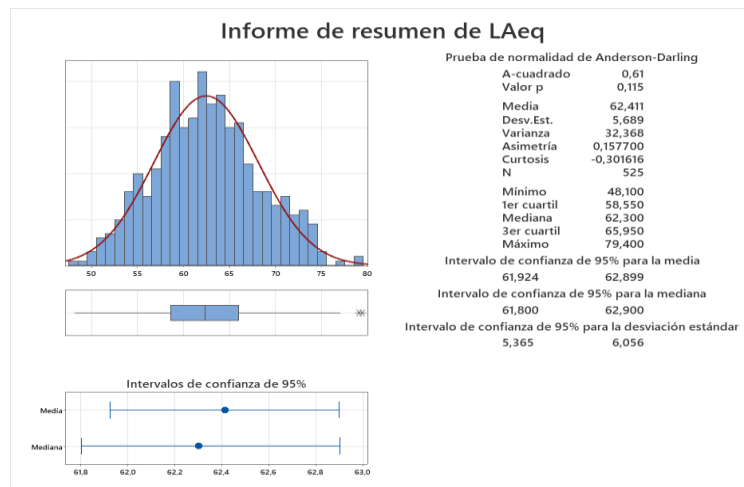 Informe de resumen de LAeq
Prueba de normalidad de Anderson-Darling
A-cuadrado 0,61
Valor p 0,115
Media 62,411
Desv.Est. 5,689
Varianza 32,368
Asimetría 0,157700
Curtosis -0,301616
N 525
Mínimo 48,100
1er cuartil 58,550
Mediana 62,300
3er cuartil 65,950
Máximo 79,400
Intervalo de confianza de 95% para la media
61,924 62,899
Intervalo de confianza de 95% para la mediana
61,800 62,900
Intervalo de confianza de 95% para la desviación estándar
5,365 6,056
50 55 60 65 70 75 80
Intervalos de confianza de 95%
Media
Mediana
61,8 62,0 62,2 62,4 62,6 62,8 63,0